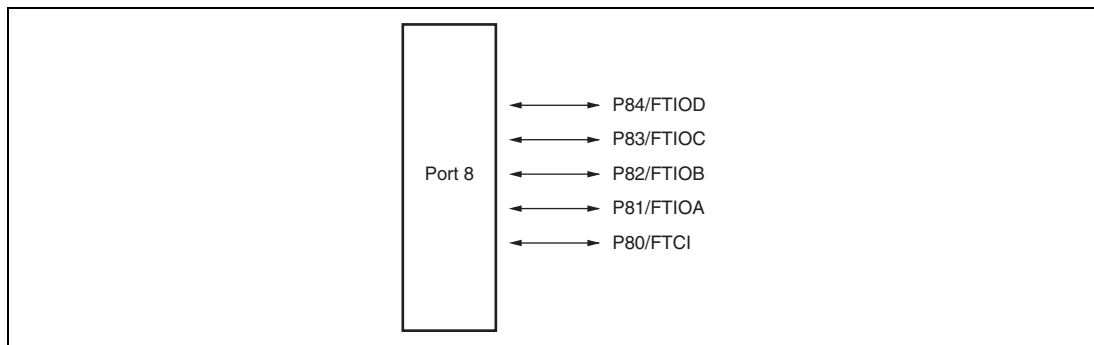 P84/FTIOD
P83/FTIOC
Port 8
P82/FTIOB
P81/FTIOA
P80/FTCI